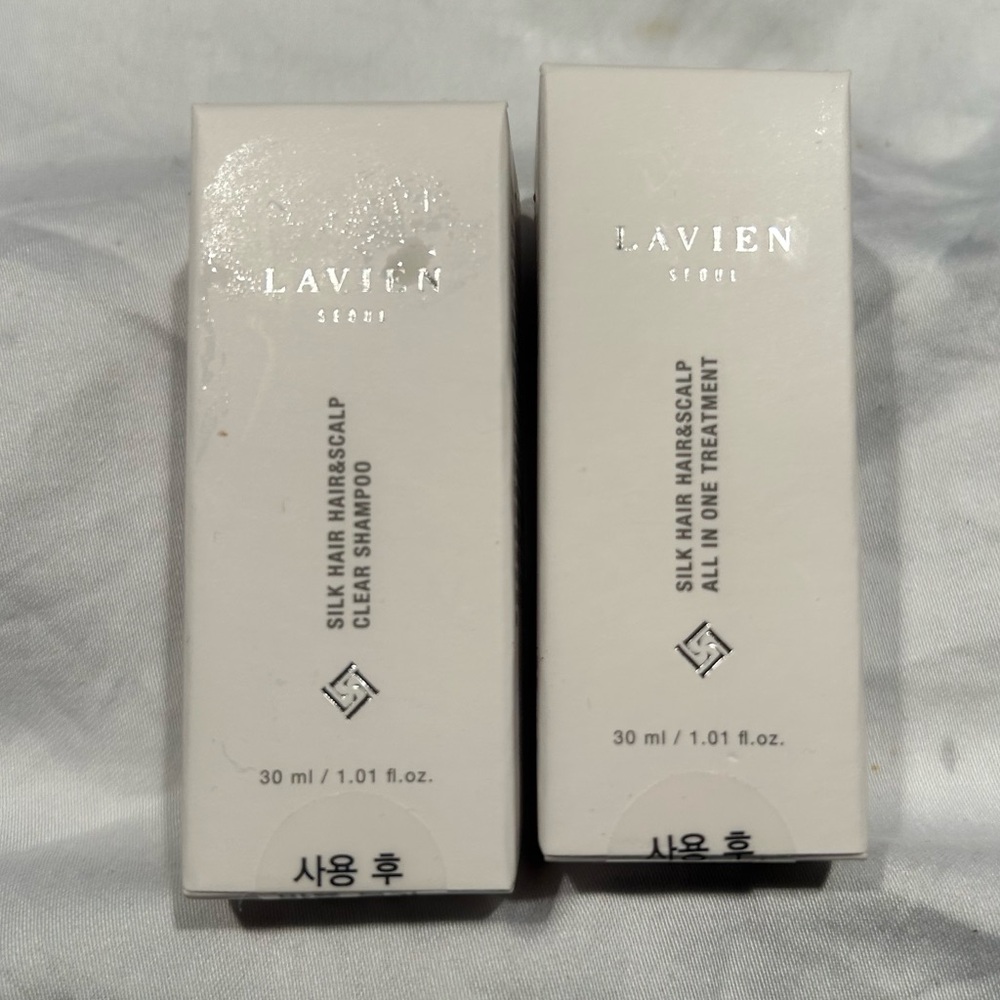 LAVIEN
SEOUL
SILK HAIR HAIR&SCALP
CLEAR SHAMPOO
30 ml / 1.01 fl.oz.
사용 후
LAVIEN
SEOUL
SILK HAIR HAIR&SCALP
ALL IN ONE TREATMENT
30 ml / 1.01 fl.oz.
사용 후